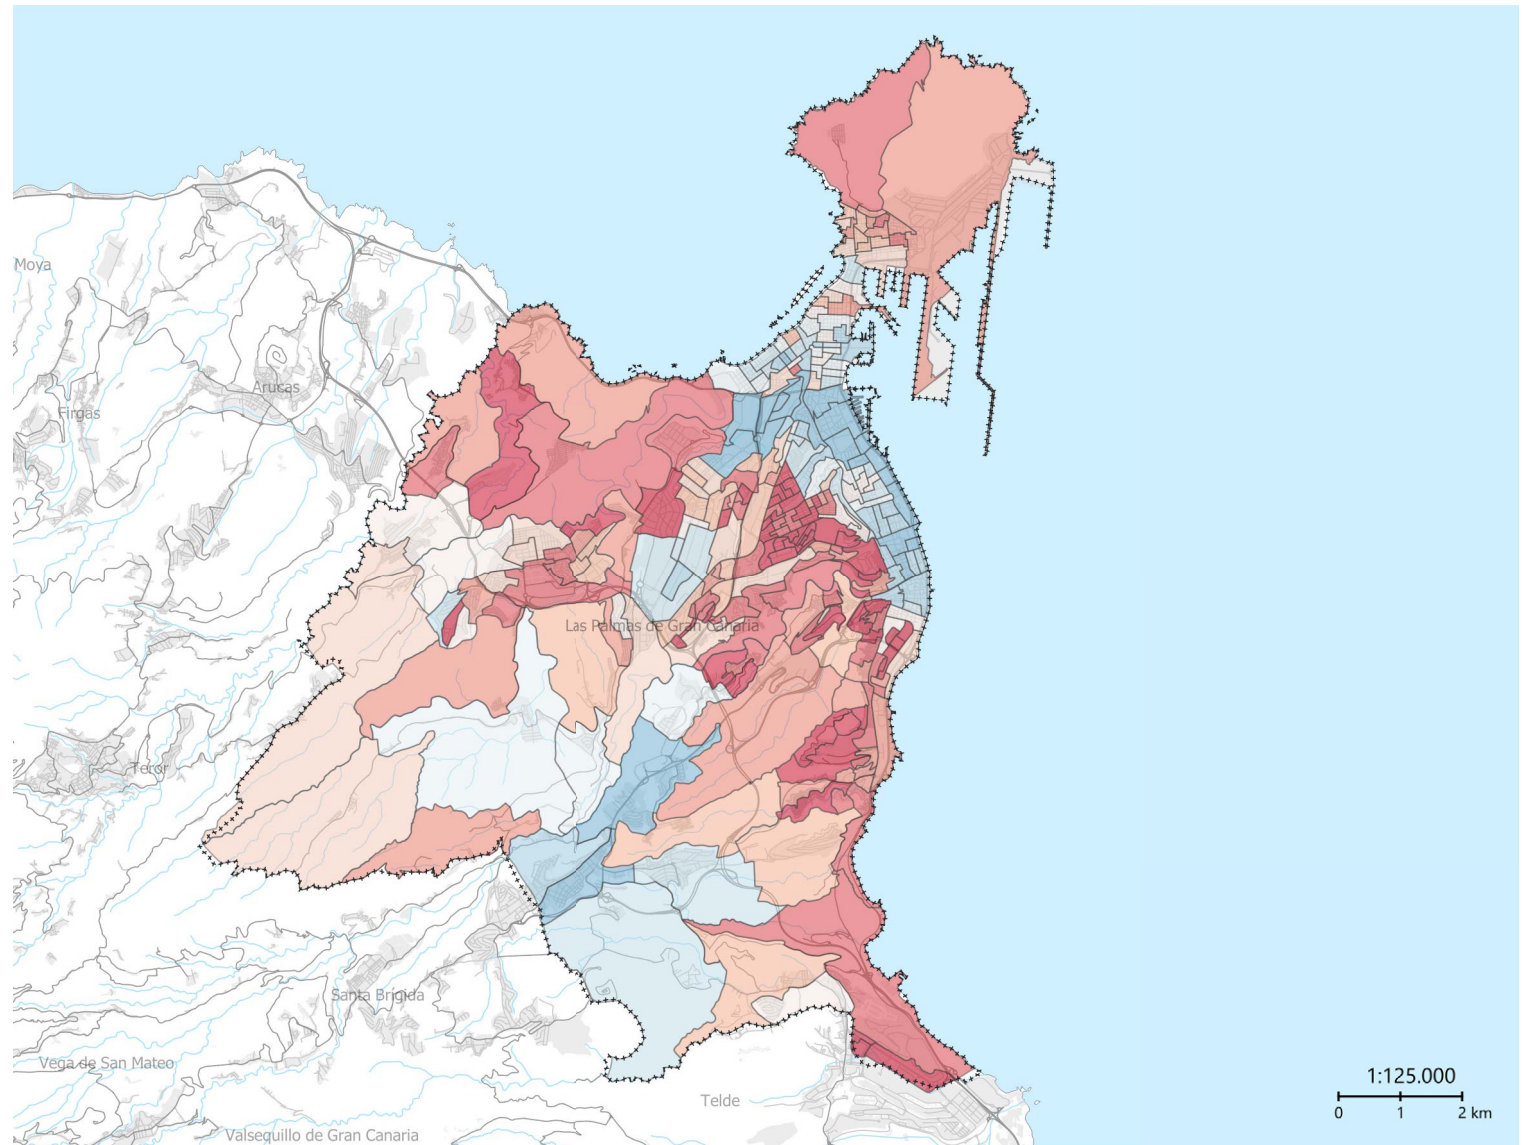 Moya
Arucas
Firgas
Las Palmas de Gran Canaria
Teror
Santa Brígida
Vega de San Mateo
Telde
Valsequillo de Gran Canaria
1:125.000
0 1 2 km